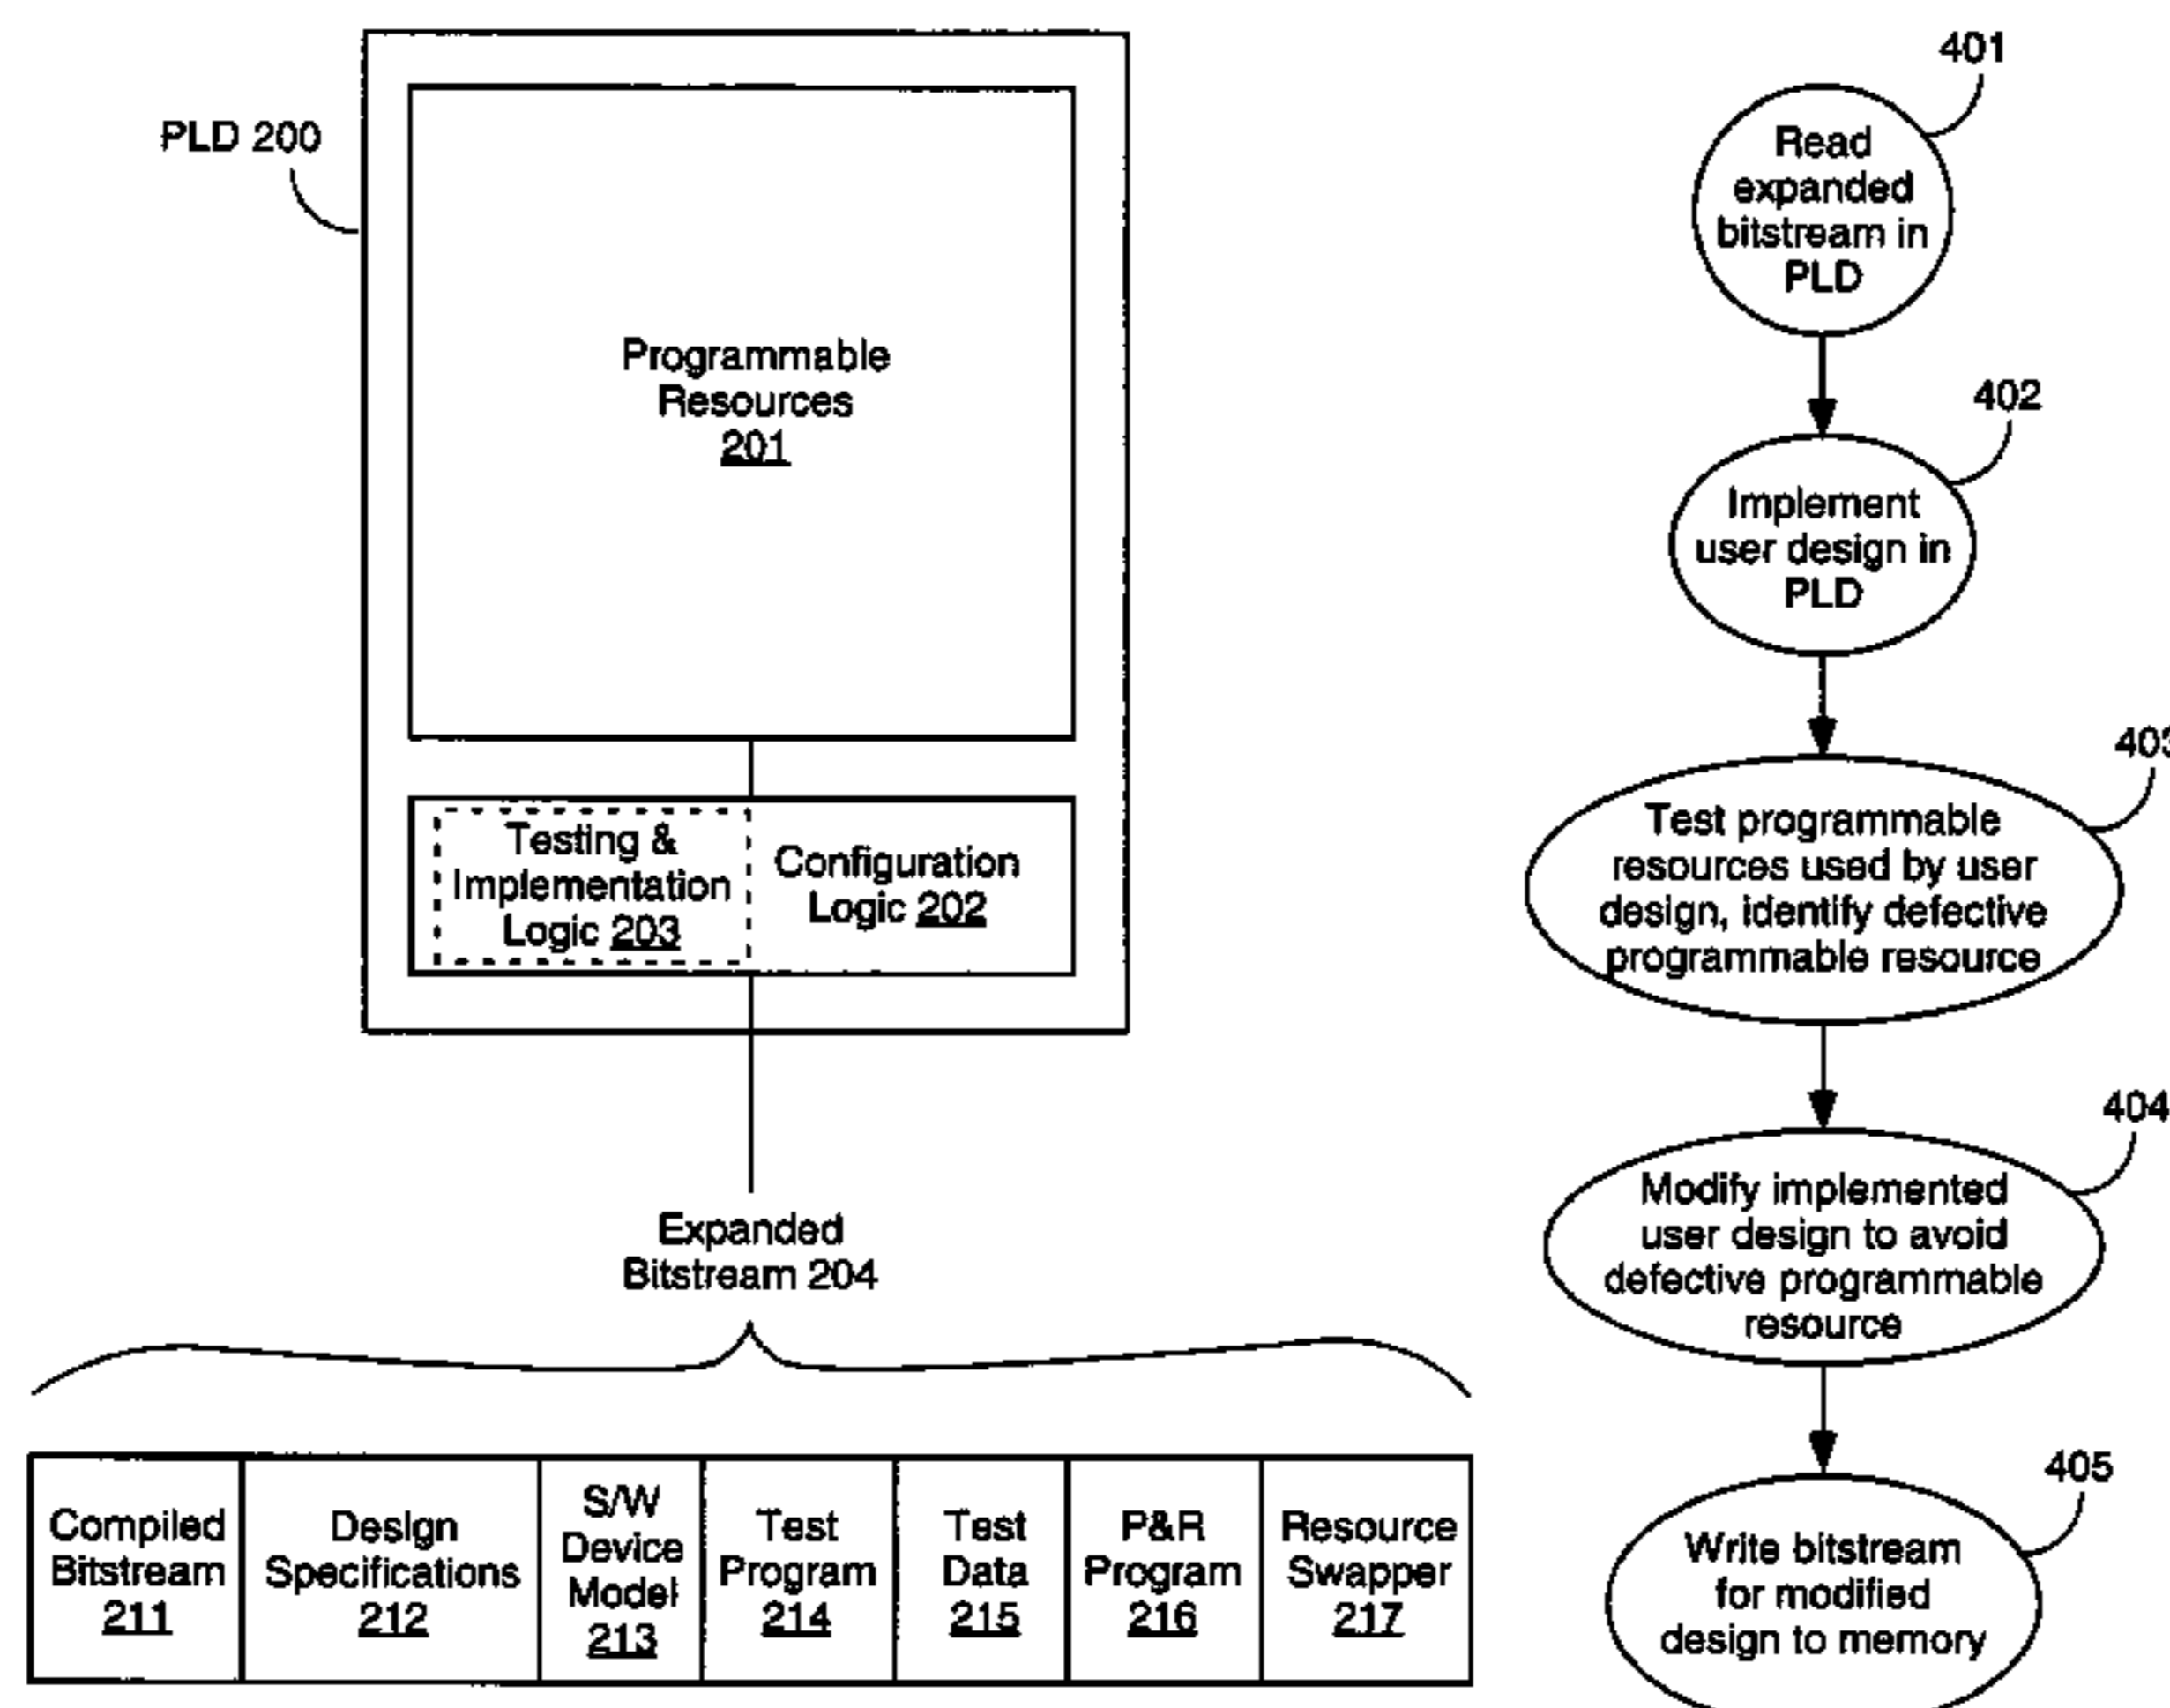 PLD 200
Programmable
Resources
201
Testing &
Implementation
Logic 203
Configuration
Logic 202
Expanded
Bitstream 204
Compiled
Bitstream
211
Design
Specifications
212
S/W
Device
Model
213
Test
Program
214
Test
Data
215
P&R
Program
216
Resource
Swapper
217
401
Read
expanded
bitstream in
PLD
402
Implement
user design in
PLD
403
Test programmable
resources used by user
design, identify defective
programmable resource
404
Modify implemented
user design to avoid
defective programmable
resource
405
Write bitstream
for modified
design to memory